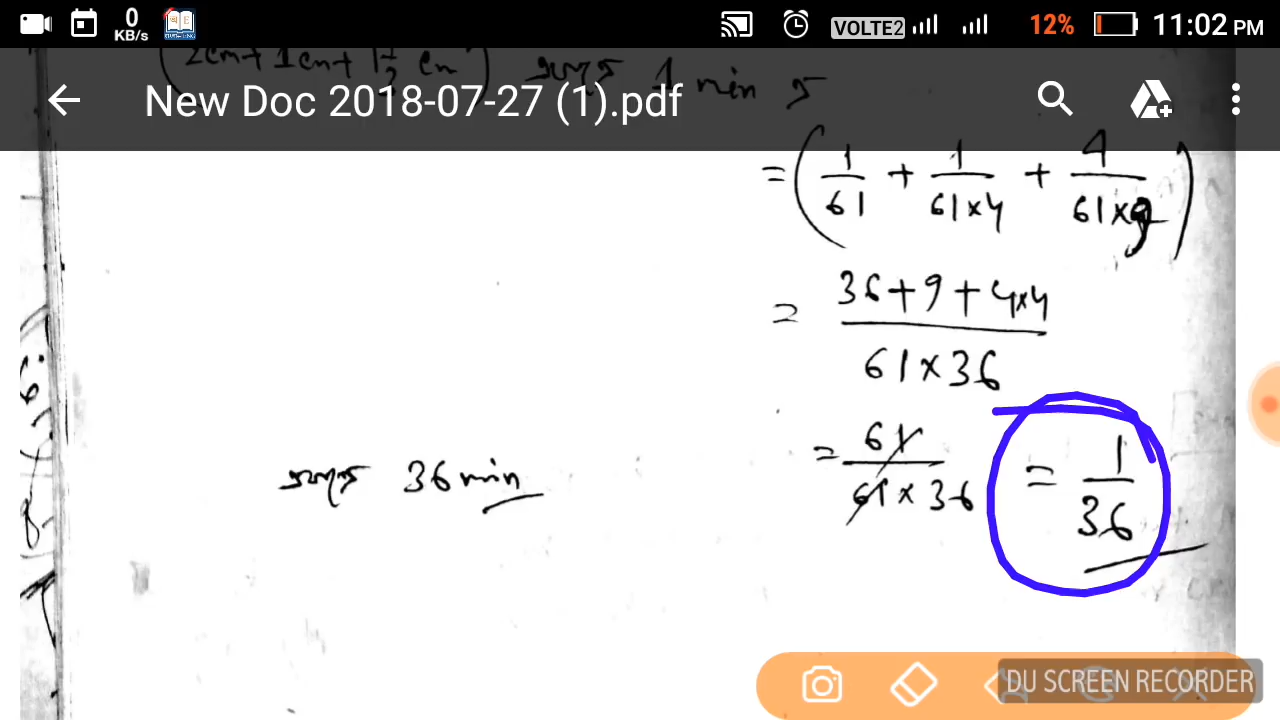 0
KB/s
VOLTE2
12%
11:02 PM
New Doc 2018-07-27 (1).pdf
1 min
= (1/61 + 1/61×4 + 4/61×9)
= 36+9+4×4/61×36
= 61/61×36 = 1/36
36 min
DU SCREEN RECORDER